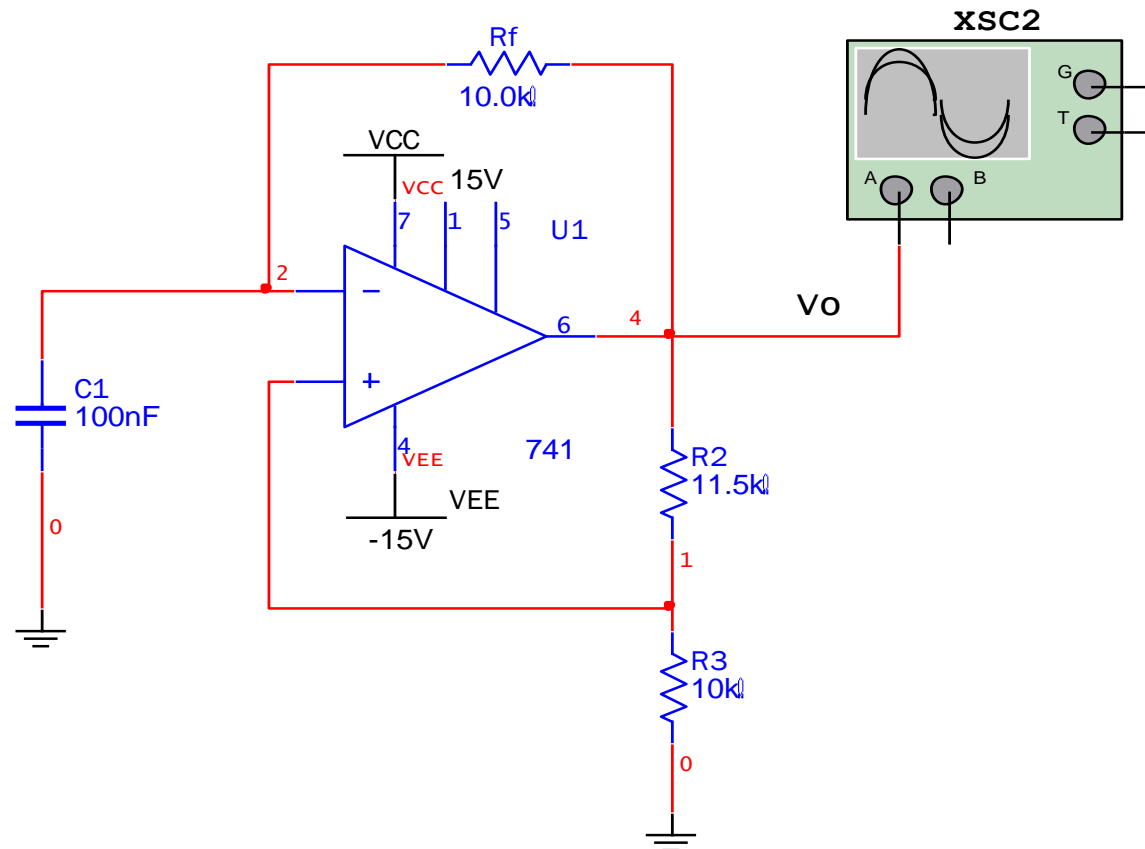 XSC2
Rf
10.0kΩ
G
T
A
B
VCC
VCC
15V
7
1
5
U1
2
−
6
4
Vo
+
C1
100nF
4
VEE
741
VEE
-15V
R2
11.5kΩ
0
1
R3
10kΩ
0